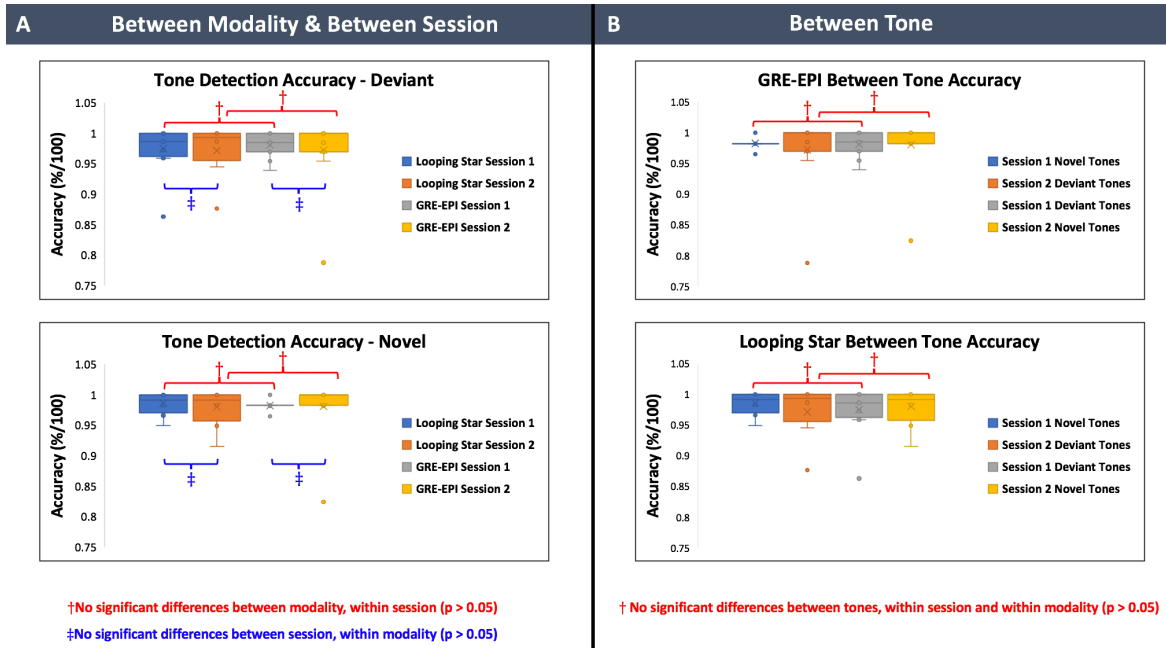 A Between Modality & Between Session
Tone Detection Accuracy - Deviant
Accuracy (%/100)
1.05
1
0.95
0.9
0.85
0.8
0.75
†
†
‡
‡
Looping Star Session 1
Looping Star Session 2
GRE-EPI Session 1
GRE-EPI Session 2
Tone Detection Accuracy - Novel
Accuracy (%/100)
1.05
1
0.95
0.9
0.85
0.8
0.75
†
†
‡
‡
Looping Star Session 1
Looping Star Session 2
GRE-EPI Session 1
GRE-EPI Session 2
†No significant differences between modality, within session (p > 0.05)
‡No significant differences between session, within modality (p > 0.05)
B Between Tone
GRE-EPI Between Tone Accuracy
Accuracy (%/100)
1.05
1
0.95
0.9
0.85
0.8
0.75
†
†
Session 1 Novel Tones
Session 2 Deviant Tones
Session 1 Deviant Tones
Session 2 Novel Tones
Looping Star Between Tone Accuracy
Accuracy (%/100)
1.05
1
0.95
0.9
0.85
0.8
0.75
†
†
Session 1 Novel Tones
Session 2 Deviant Tones
Session 1 Deviant Tones
Session 2 Novel Tones
† No significant differences between tones, within session and within modality (p > 0.05)